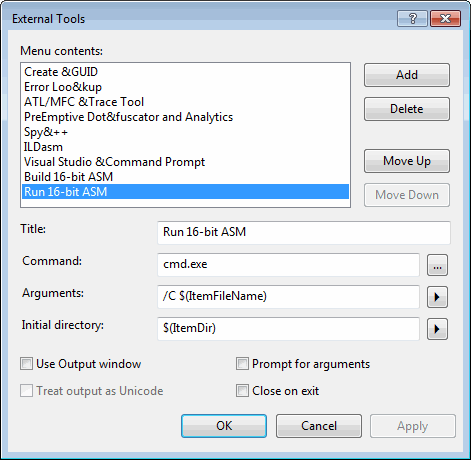 External Tools
Menu contents:
Create &GUID
Error Loo&kup
ATL/MFC &Trace Tool
PreEmptive Dot&fuscator and Analytics
Spy&++
ILDasm
Visual Studio &Command Prompt
Build 16-bit ASM
Run 16-bit ASM
Add
Delete
Move Up
Move Down
Title:
Run 16-bit ASM
Command:
cmd.exe
...
Arguments:
/C $(ItemFileName)
Initial directory:
$(ItemDir)
Use Output window
Prompt for arguments
Treat output as Unicode
Close on exit
OK
Cancel
Apply